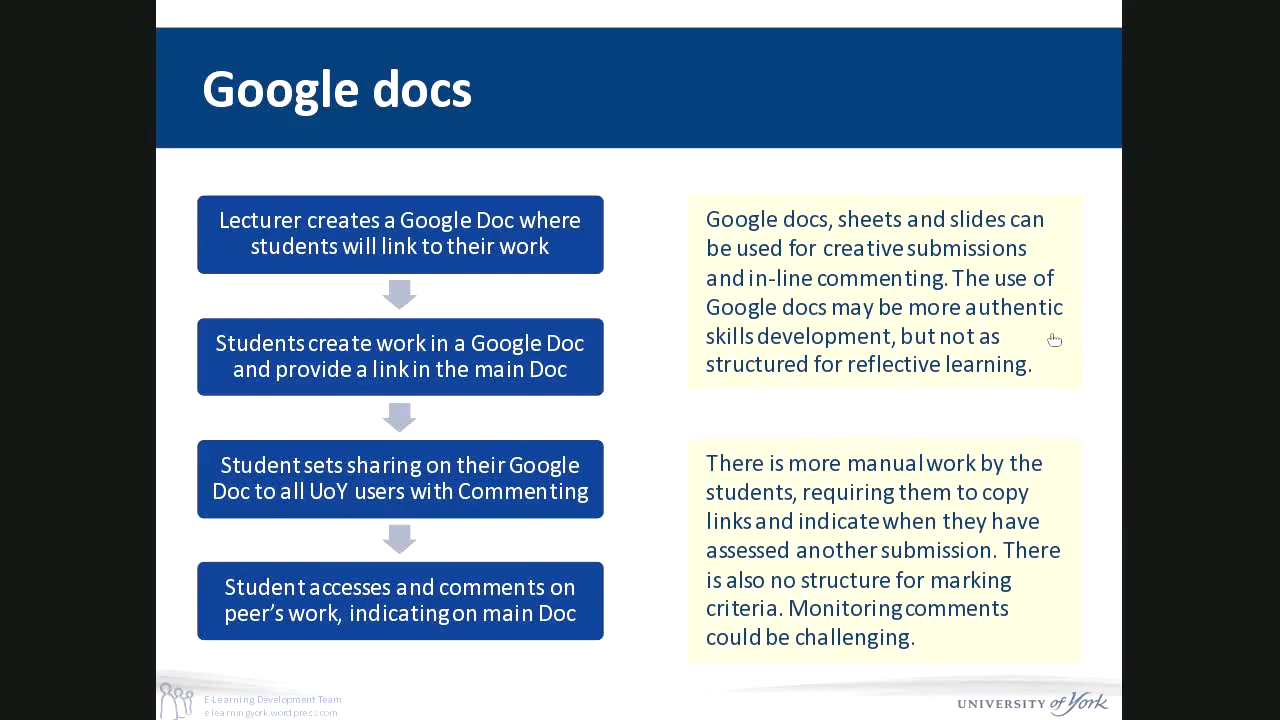 Google docs
Lecturer creates a Google Doc where
students will link to their work
Students create work in a Google Doc
and provide a link in the main Doc
Student sets sharing on their Google
Doc to all UoY users with Commenting
Student accesses and comments on
peer's work, indicating on main Doc
Google docs, sheets and slides can
be used for creative submissions
and in-line commenting. The use of
Google docs may be more authentic
skills development, but not as
structured for reflective learning.
There is more manual work by the
students, requiring them to copy
links and indicate when they have
assessed another submission. There
is also no structure for marking
criteria. Monitoring comments
could be challenging.
E-Learning Development Team
elearningyork.wordpress.com
UNIVERSITY of York